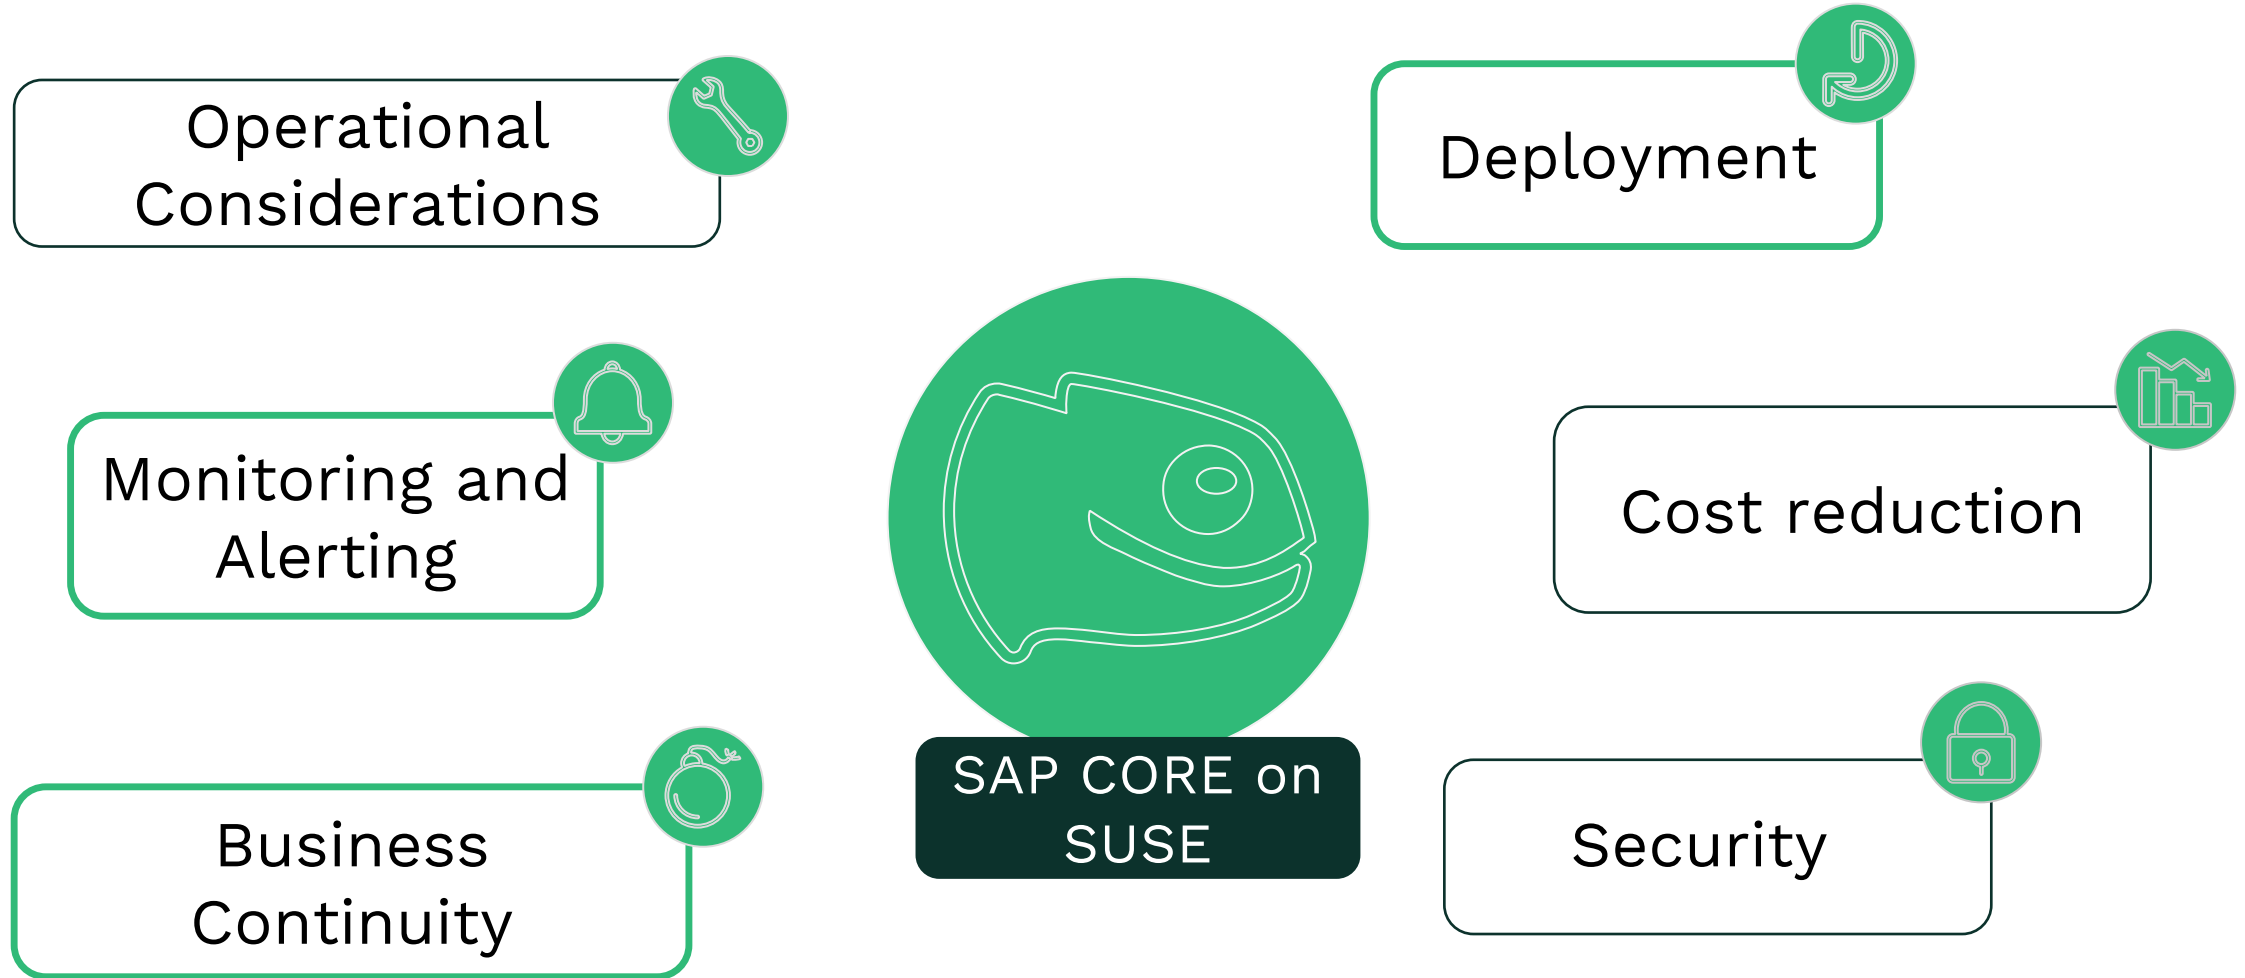 Operational
Considerations
Deployment
Monitoring and
Alerting
Cost reduction
SAP CORE on
SUSE
Business
Continuity
Security